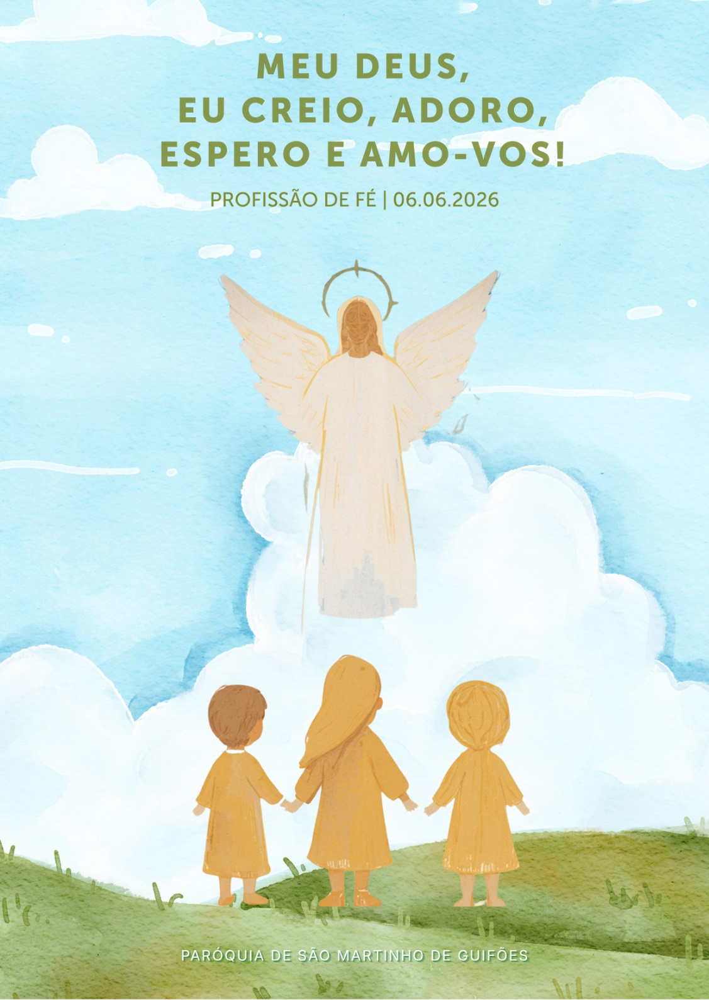 MEU DEUS,
EU CREIO, ADORO,
ESPERO E AMO-VOS!
PROFISSÃO DE FÉ | 06.06.2026
PARÓQUIA DE SÃO MARTINHO DE GUIFÕES